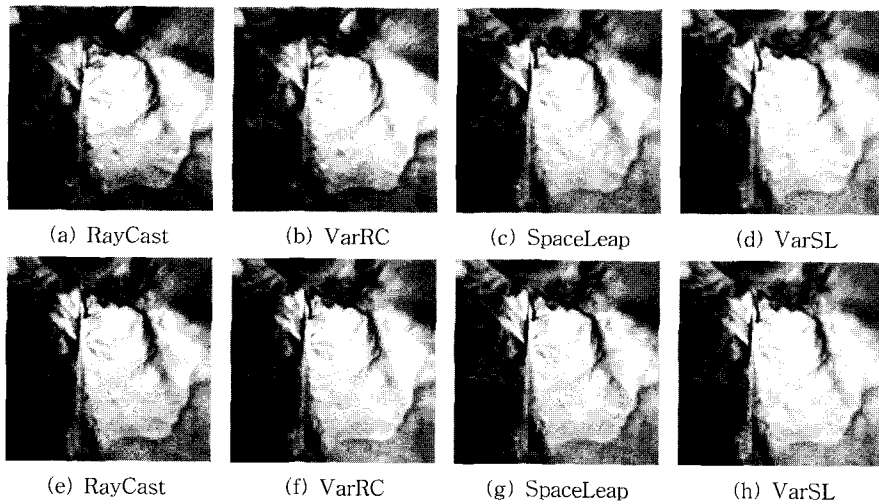 (a) RayCast
(b) VarRC
(c) SpaceLeap
(d) VarSL
(e) RayCast
(f) VarRC
(g) SpaceLeap
(h) VarSL